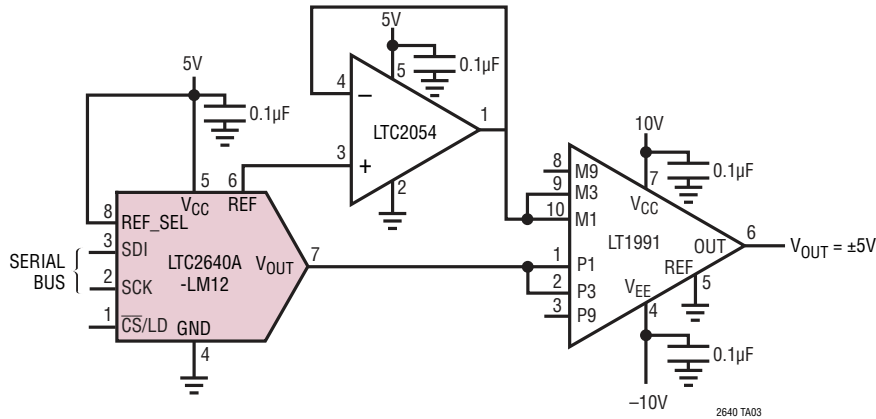 5V
5V
0.1µF
4
5
–
0.1µF
LTC2054
1
3
+
2
5
6
VCC
REF
8
REF_SEL
3
SDI
SERIAL
BUS
LTC2640A
-LM12
VOUT
7
2
SCK
1
CS/LD
GND
4
10V
0.1µF
7
8
M9
9
M3
10
M1
VCC
LT1991
OUT
6
VOUT = ±5V
1
P1
REF
5
2
P3
VEE
4
3
P9
0.1µF
–10V
2640 TA03